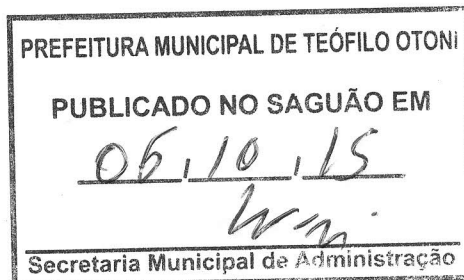 PREFEITURA MUNICIPAL DE TEÓFILO OTONI
PUBLICADO NO SAGUÃO EM
06,10,15
Secretaria Municipal de Administração